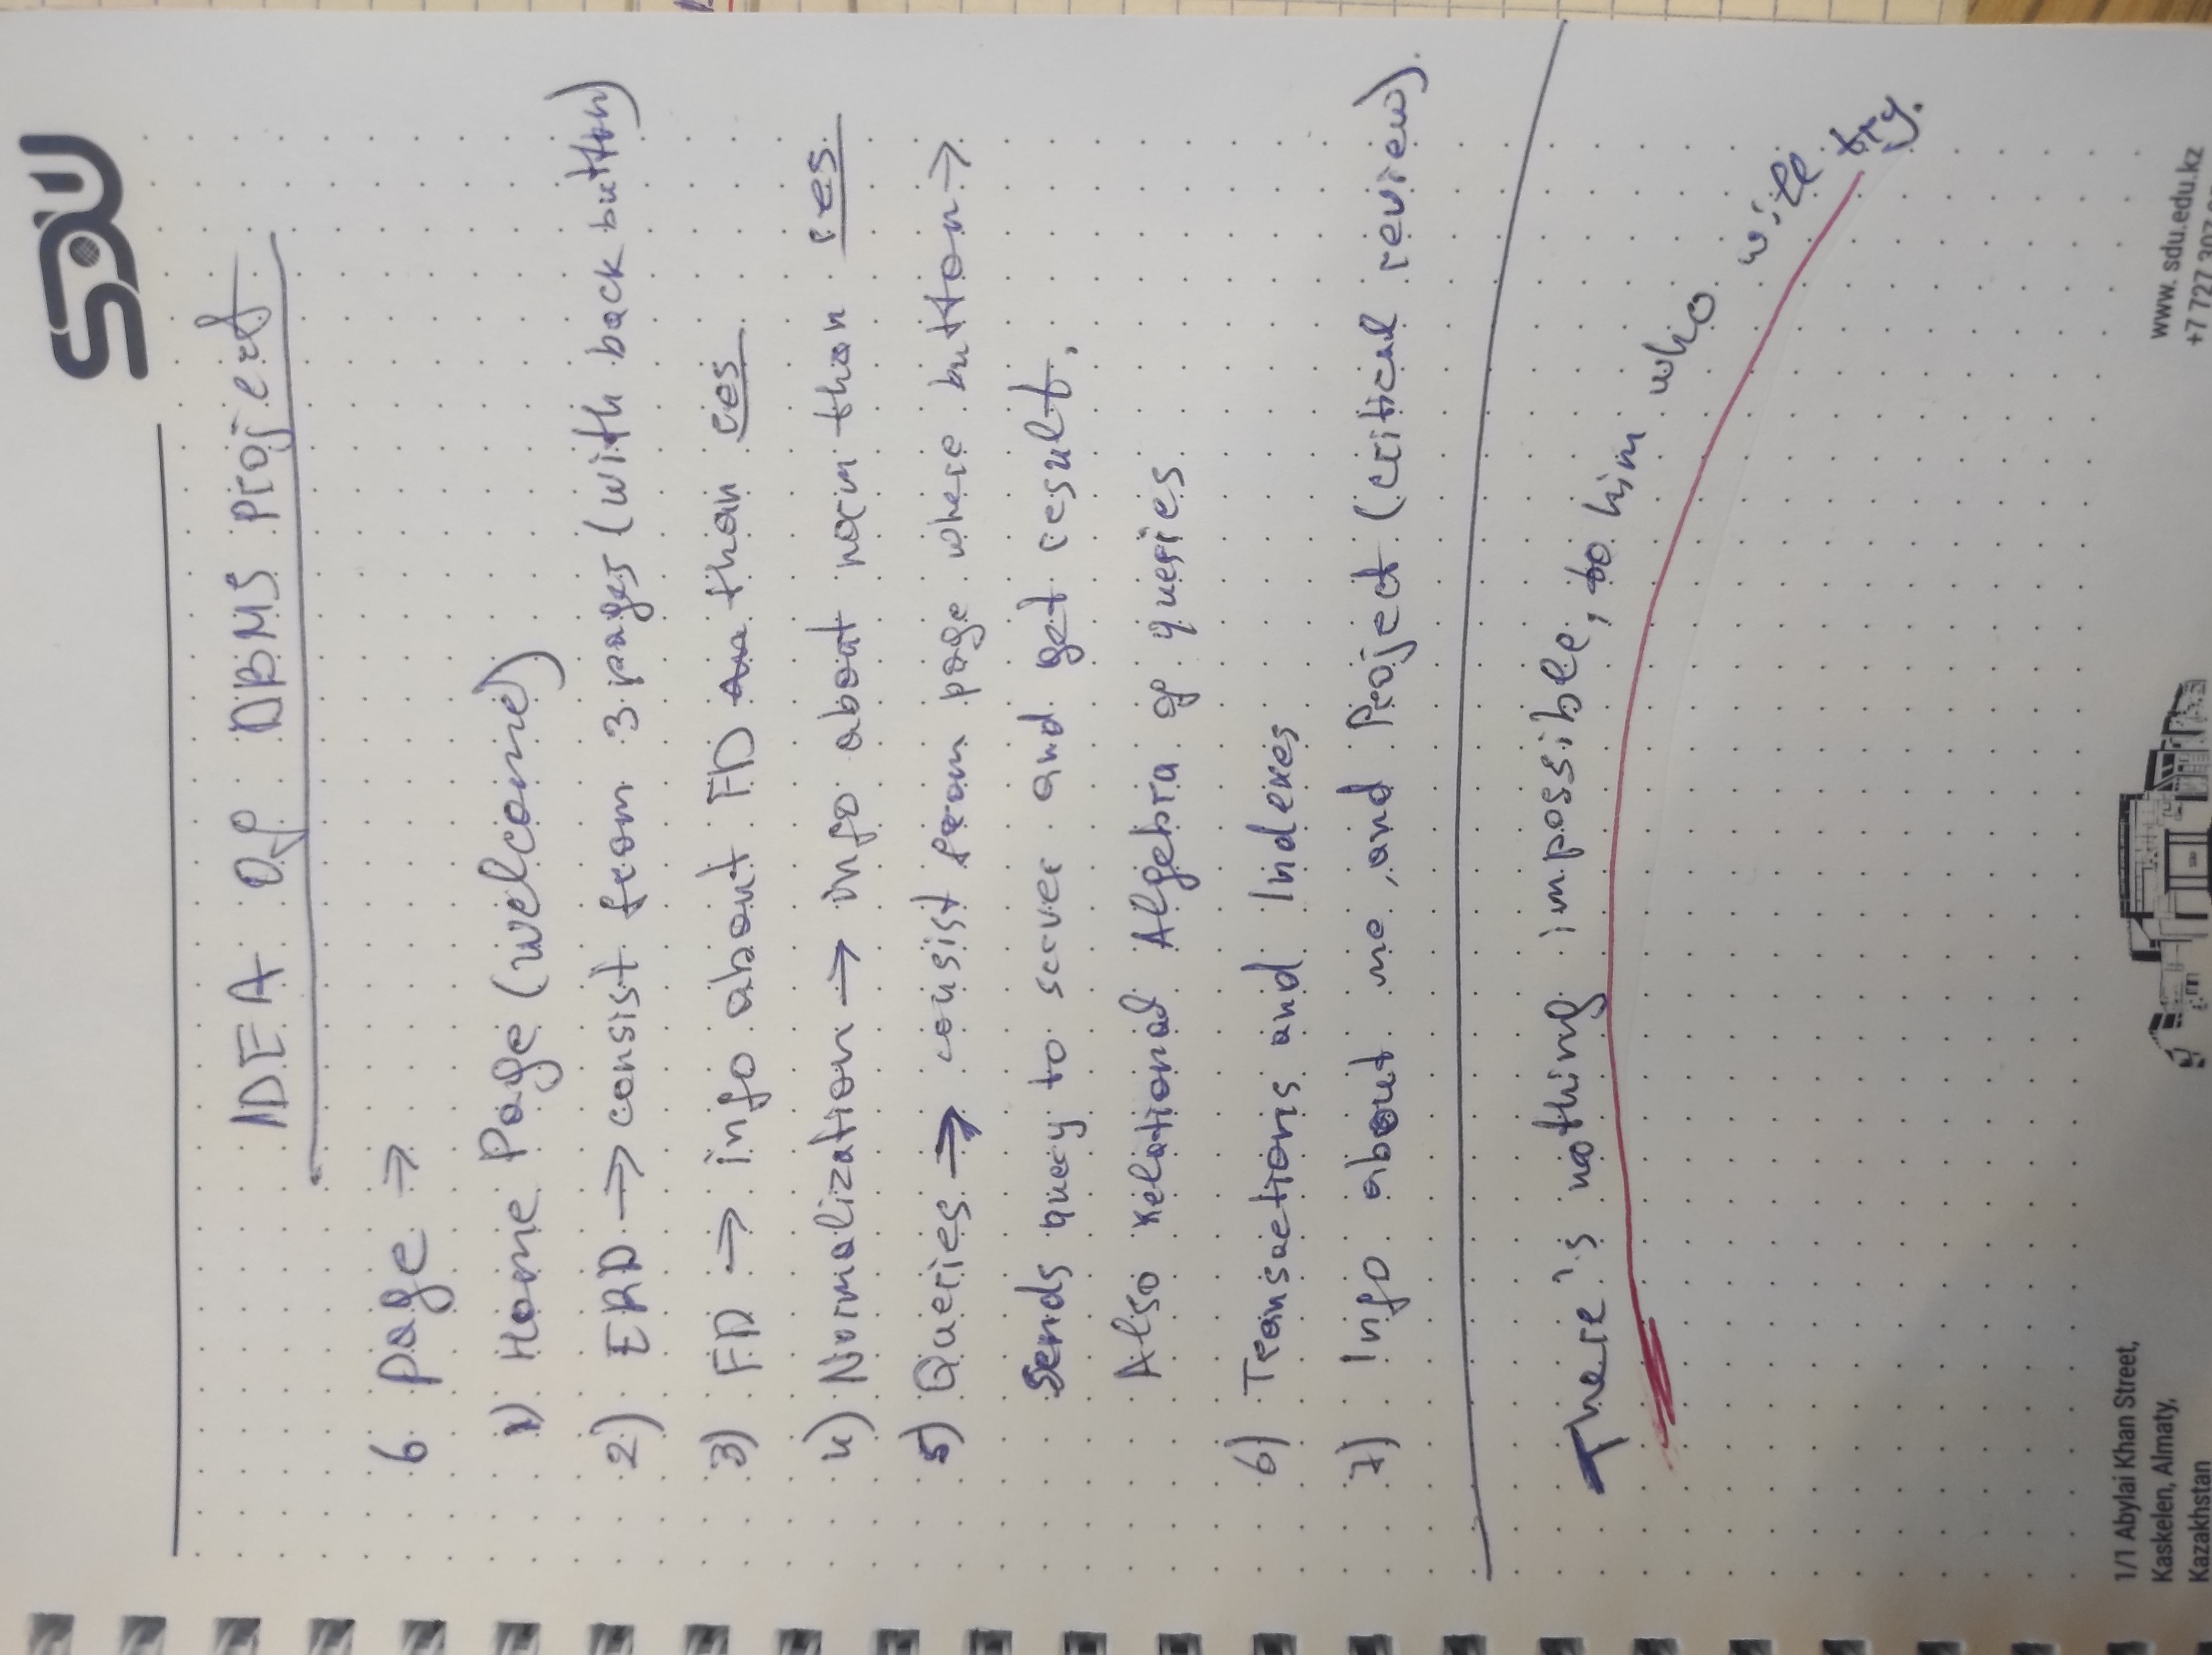 SDU
IDEA Of DBMS project
6 page →
1) Home Page (welcome)
2) ERD → consist from 3 pages (with back button)
3) FD → info about FD than res
4) Normalization → info about norm than res.
5) Queries → consist from page where button →
sends query to server and get result.
Also Relational Algebra of queries
6) Transactions and Indexes
7) Info about me, and Project (critical review).
There's nothing impossible, to him who will try.
1/1 Abylai Khan Street,
Kaskelen, Almaty,
Kazakhstan
www.sdu.edu.kz
+7 727 307